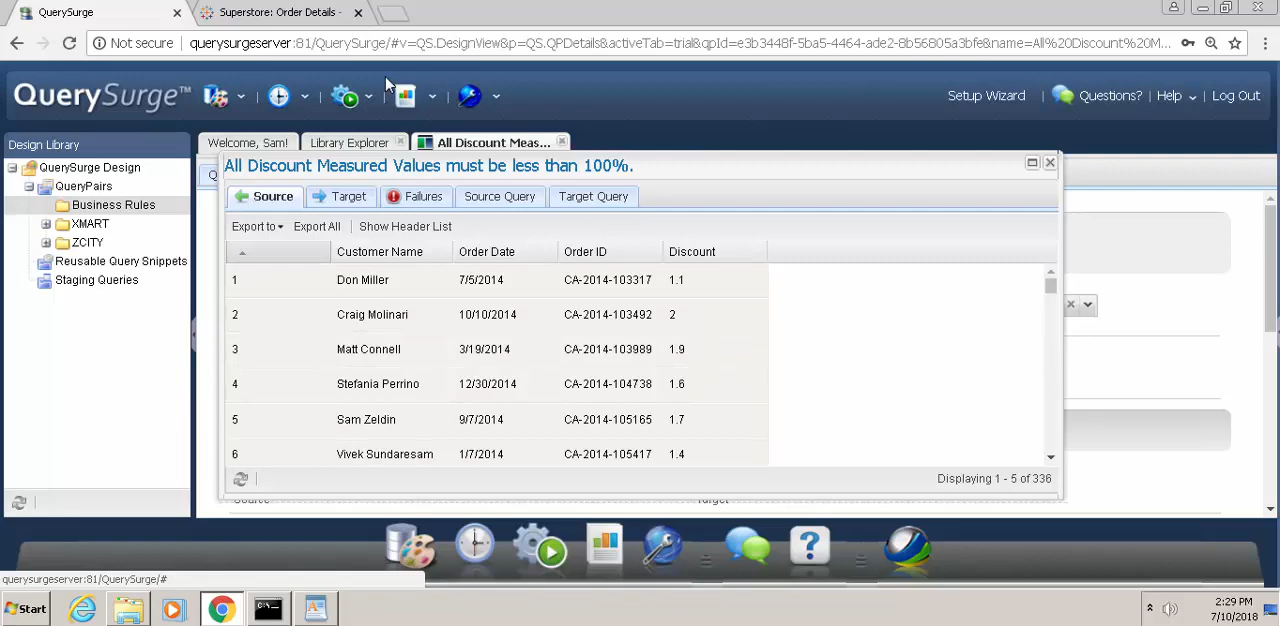 QuerySurge
Superstore: Order Details -
Not secure querysurgeserver:81/QuerySurge/#v=QS.DesignView&p=QS.QPDetails&activeTab=trial&qpId=e3b3448f-5ba5-4464-ade2-8b56805a3bfe&name=All%20Discount%20M...
QuerySurge™ Setup Wizard Questions? Help Log Out
Design Library
Welcome, Sam! Library Explorer All Discount Meas...
QuerySurge Design
QueryPairs
Business Rules
XMART
ZCITY
Reusable Query Snippets
Staging Queries
All Discount Measured Values must be less than 100%.
Source Target Failures Source Query Target Query
Export to Export All Show Header List
Customer Name Order Date Order ID Discount
1 Don Miller 7/5/2014 CA-2014-103317 1.1
2 Craig Molinari 10/10/2014 CA-2014-103492 2
3 Matt Connell 3/19/2014 CA-2014-103989 1.9
4 Stefania Perrino 12/30/2014 CA-2014-104738 1.6
5 Sam Zeldin 9/7/2014 CA-2014-105165 1.7
6 Vivek Sundaresam 1/7/2014 CA-2014-105417 1.4
Displaying 1 - 5 of 336
Source Target
querysurgeserver:81/QuerySurge/#
Start
2:29 PM
7/10/2018